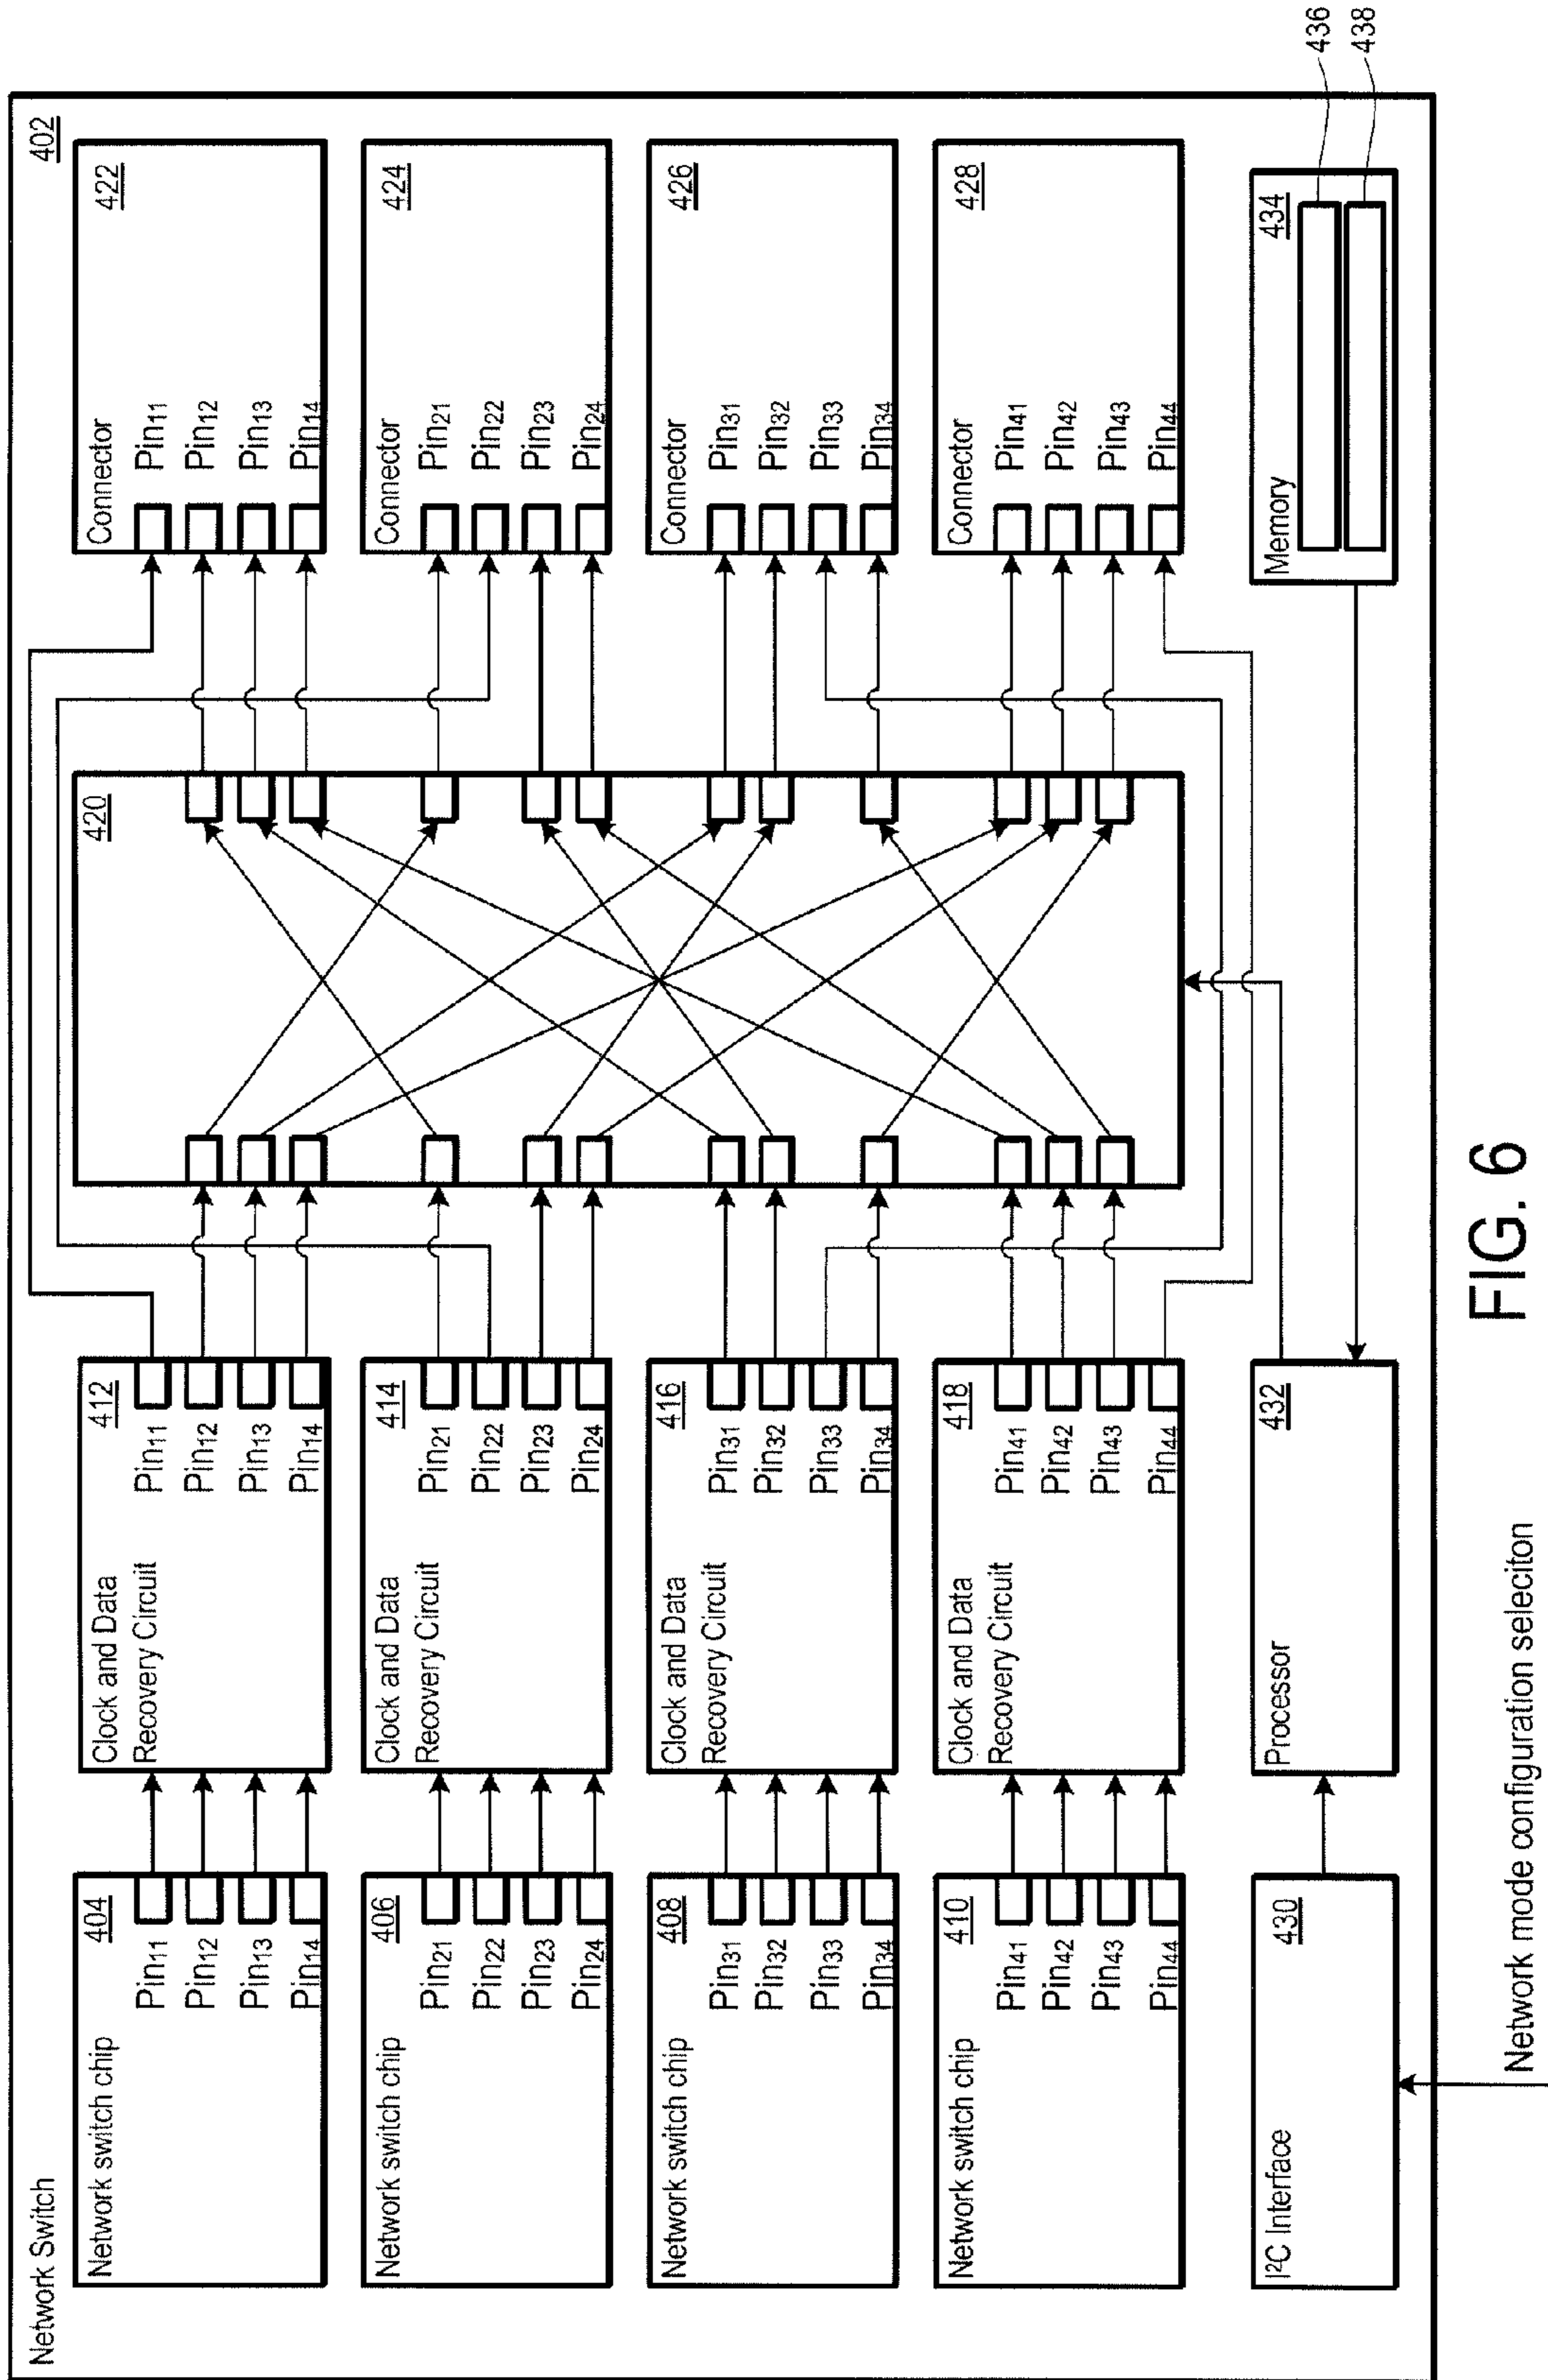 Network Switch
402
Network switch chip
404
Pin11
Pin12
Pin13
Pin14
Clock and Data
Recovery Circuit
412
Pin11
Pin12
Pin13
Pin14
420
Connector
422
Pin11
Pin12
Pin13
Pin14
Network switch chip
406
Pin21
Pin22
Pin23
Pin24
Clock and Data
Recovery Circuit
414
Pin21
Pin22
Pin23
Pin24
Connector
424
Pin21
Pin22
Pin23
Pin24
Network switch chip
408
Pin31
Pin32
Pin33
Pin34
Clock and Data
Recovery Circuit
416
Pin31
Pin32
Pin33
Pin34
Connector
426
Pin31
Pin32
Pin33
Pin34
Network switch chip
410
Pin41
Pin42
Pin43
Pin44
Clock and Data
Recovery Circuit
418
Pin41
Pin42
Pin43
Pin44
Connector
428
Pin41
Pin42
Pin43
Pin44
I²C Interface
430
Processor
432
Memory
434
436
438
Network mode configuration seleciton
FIG. 6